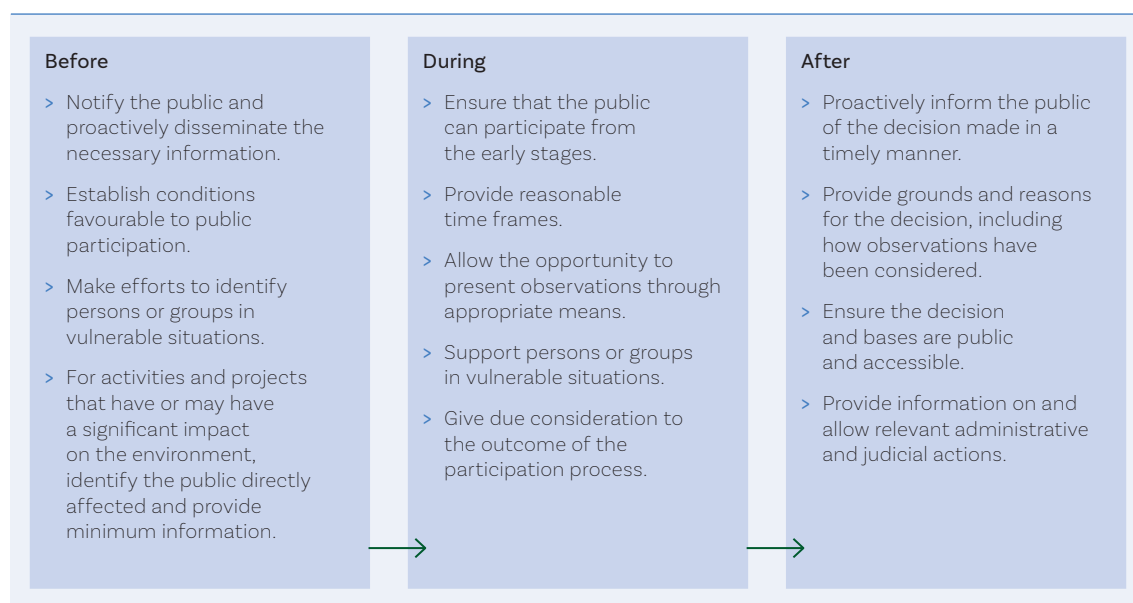 Before
> Notify the public and
proactively disseminate the
necessary information.
> Establish conditions
favourable to public
participation.
> Make efforts to identify
persons or groups in
vulnerable situations.
> For activities and projects
that have or may have
a significant impact
on the environment,
identify the public directly
affected and provide
minimum information.
During
> Ensure that the public
can participate from
the early stages.
> Provide reasonable
time frames.
> Allow the opportunity to
present observations through
appropriate means.
> Support persons or groups
in vulnerable situations.
> Give due consideration to
the outcome of the
participation process.
After
> Proactively inform the public
of the decision made in a
timely manner.
> Provide grounds and reasons
for the decision, including
how observations have
been considered.
> Ensure the decision
and bases are public
and accessible.
> Provide information on and
allow relevant administrative
and judicial actions.